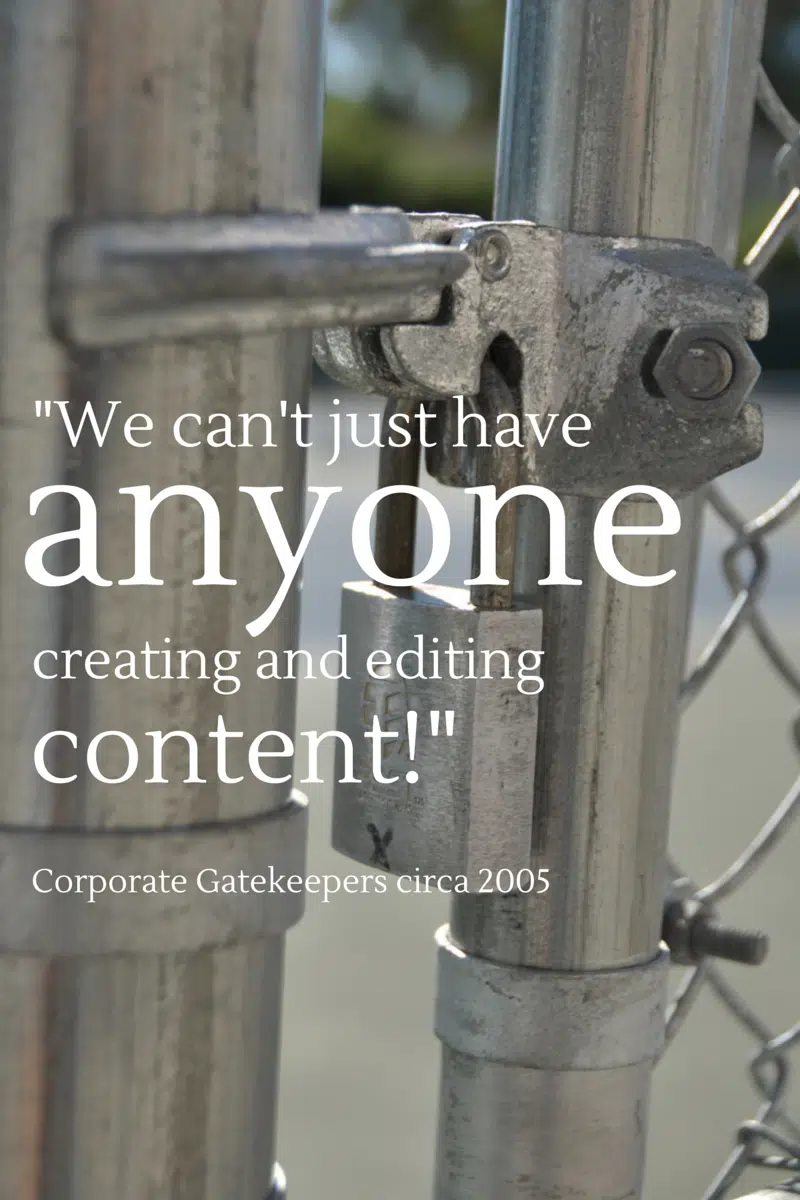 "We can't just have
anyone
creating and editing
content!"
Corporate Gatekeepers circa 2005
X